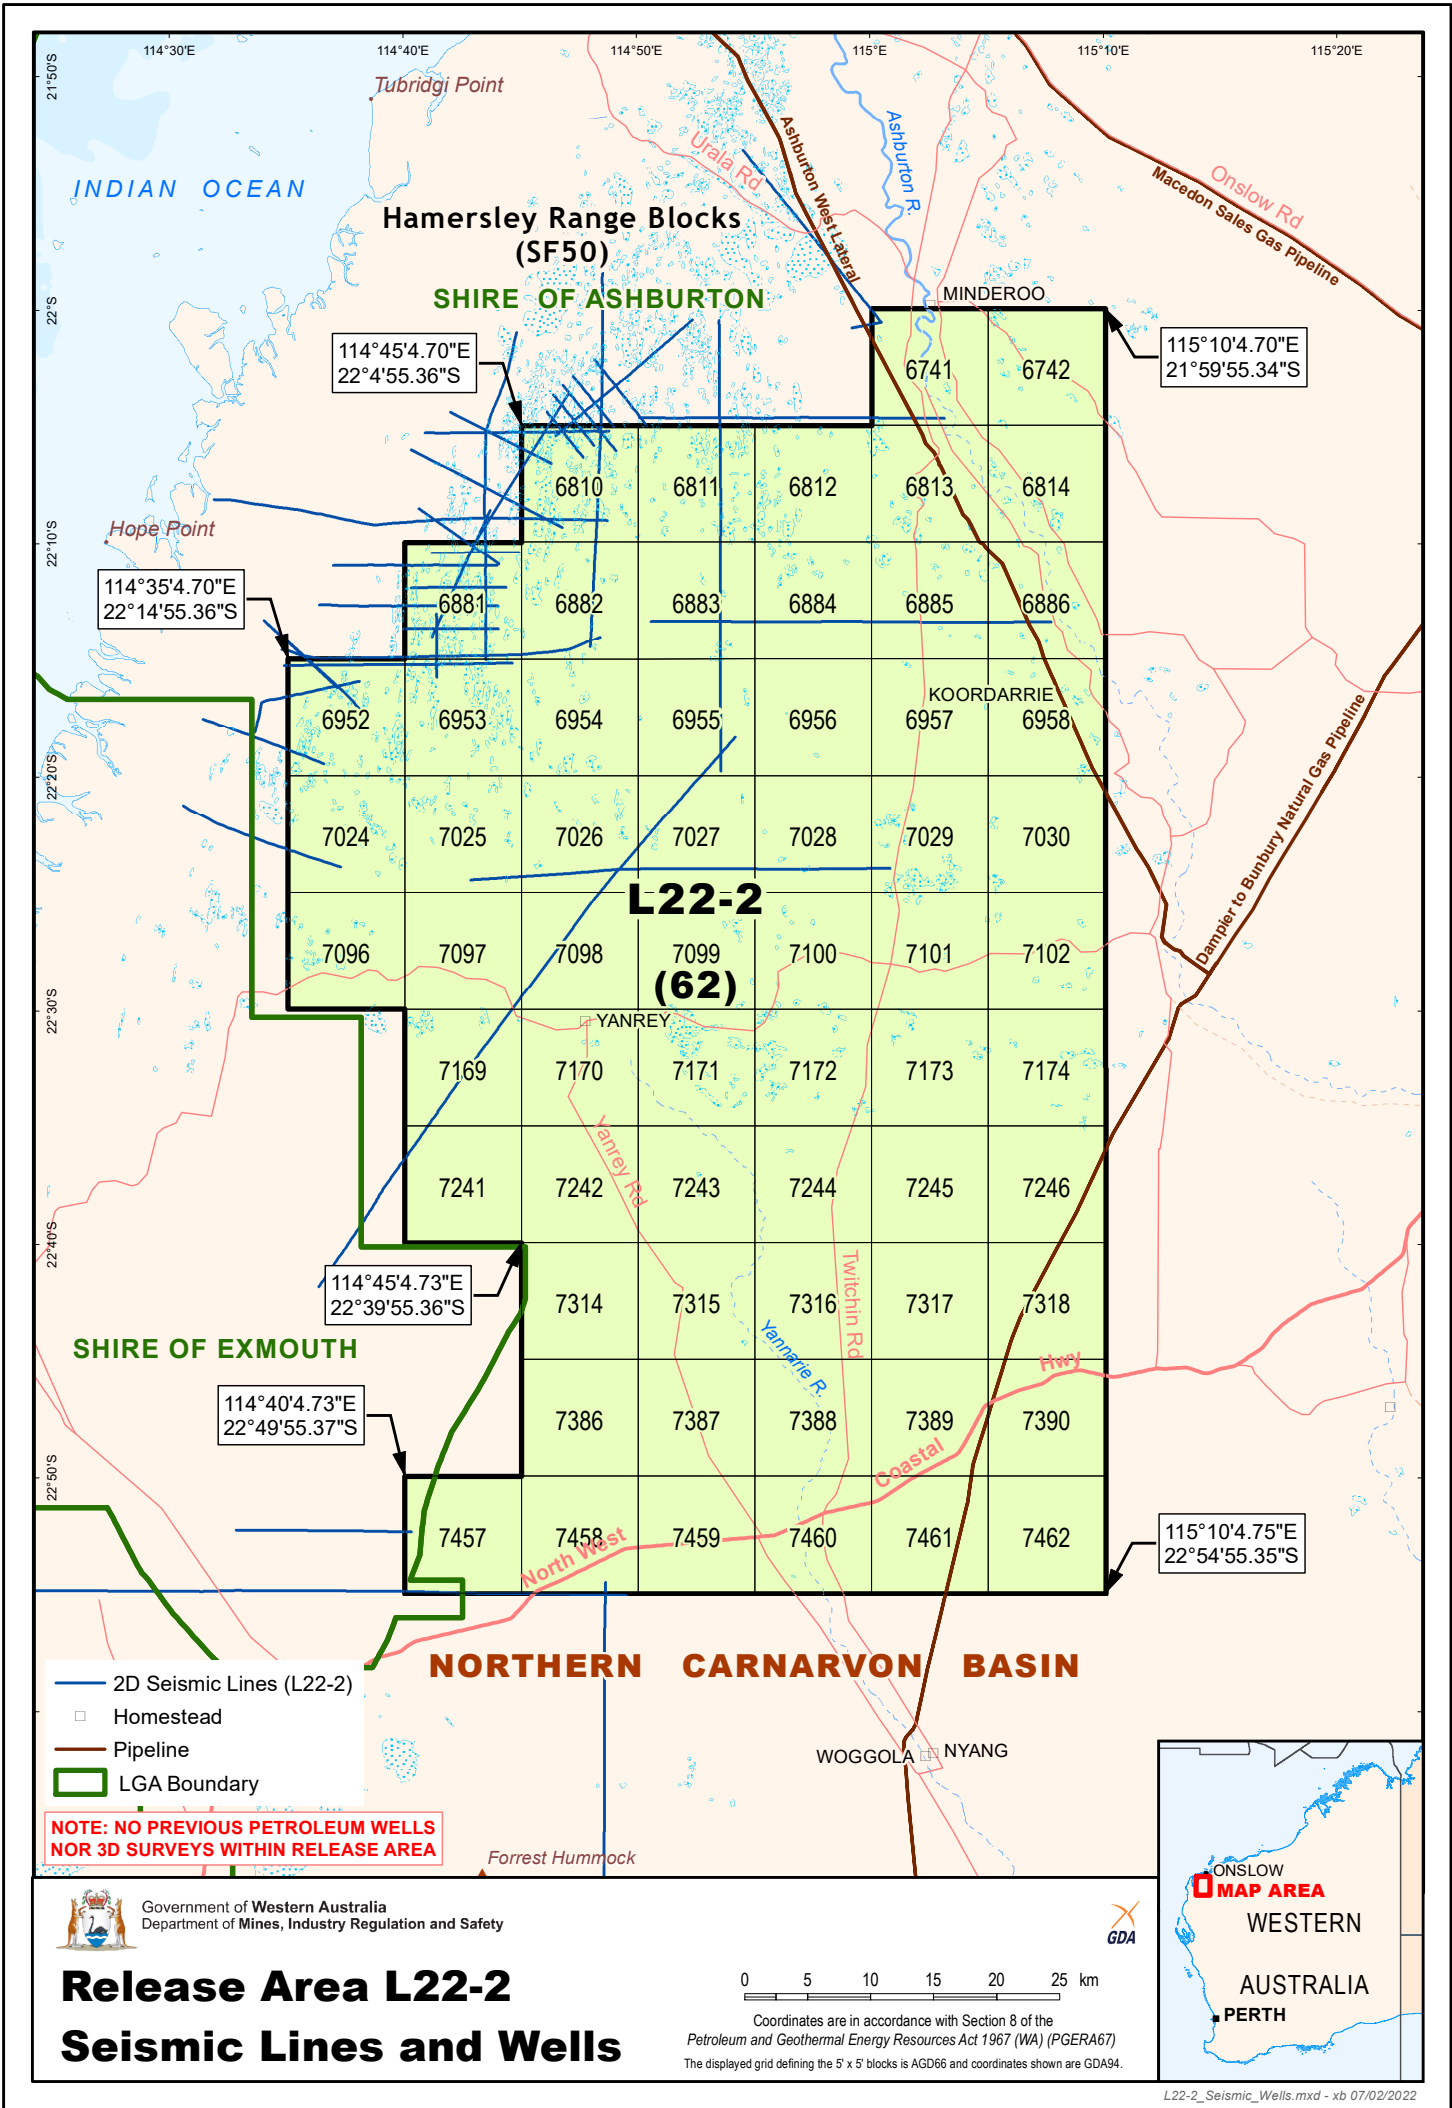 114°30'E
114°40'E
114°50'E
115°E
115°10'E
115°20'E
21°50'S
22°S
22°10'S
22°20'S
22°30'S
22°40'S
22°50'S
Tubridgi Point
INDIAN OCEAN
Hamersley Range Blocks
(SF50)
SHIRE OF ASHBURTON
Urala Rd
Ashburton West Lateral
Ashburton R.
Onslow Rd
Macedon Sales Gas Pipeline
MINDEROO
114°45'4.70"E
22°4'55.36"S
115°10'4.70"E
21°59'55.34"S
6741
6742
6810
6811
6812
6813
6814
Hope Point
114°35'4.70"E
22°14'55.36"S
6881
6882
6883
6884
6885
6886
KOORDARRIE
6952
6953
6954
6955
6956
6957
6958
Dampier to Bunbury Natural Gas Pipeline
7024
7025
7026
7027
7028
7029
7030
L22-2
(62)
7096
7097
7098
7099
7100
7101
7102
YANREY
7169
7170
7171
7172
7173
7174
Yanrey Rd
7241
7242
7243
7244
7245
7246
Twitchin Rd
114°45'4.73"E
22°39'55.36"S
7314
7315
7316
7317
7318
Yannarie R.
SHIRE OF EXMOUTH
114°40'4.73"E
22°49'55.37"S
7386
7387
7388
7389
7390
North West
Coastal
Hwy
7457
7458
7459
7460
7461
7462
115°10'4.75"E
22°54'55.35"S
NORTHERN CARNARVON BASIN
WOGGOLA
NYANG
2D Seismic Lines (L22-2)
Homestead
Pipeline
LGA Boundary
NOTE: NO PREVIOUS PETROLEUM WELLS
NOR 3D SURVEYS WITHIN RELEASE AREA
Forrest Hummock
Government of Western Australia
Department of Mines, Industry Regulation and Safety
Release Area L22-2
Seismic Lines and Wells
GDA
0 5 10 15 20 25 km
Coordinates are in accordance with Section 8 of the
Petroleum and Geothermal Energy Resources Act 1967 (WA) (PGERA67)
The displayed grid defining the 5' x 5' blocks is AGD66 and coordinates shown are GDA94.
ONSLOW
MAP AREA
WESTERN
AUSTRALIA
PERTH
L22-2_Seismic_Wells.mxd - xb 07/02/2022